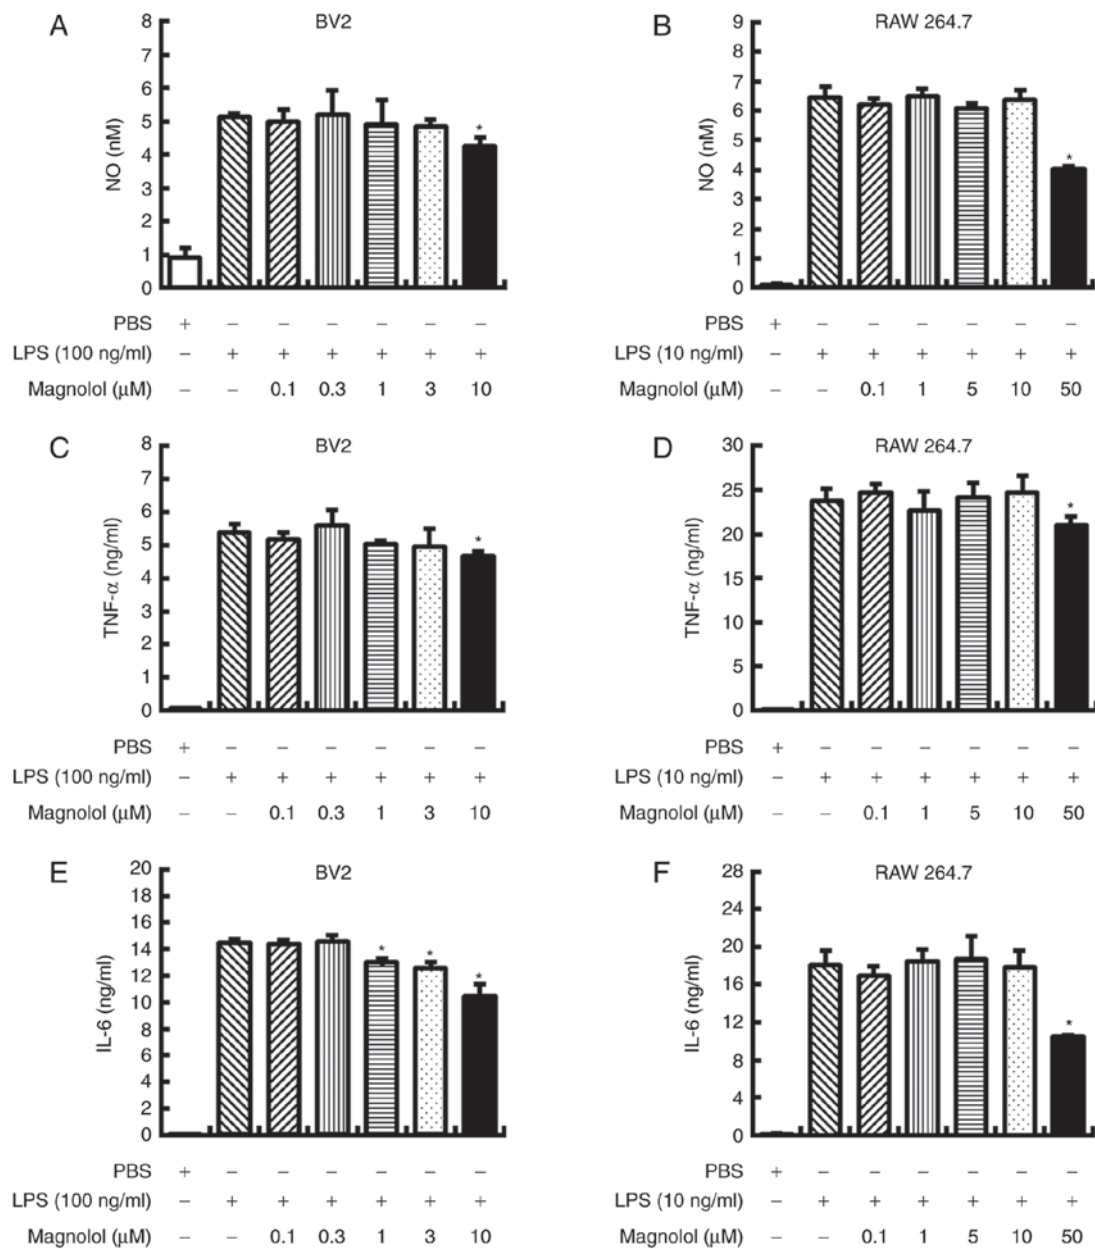 A BV2
8
7
6
5
4
3
2
1
0
NO (nM)
*
PBS + – – – – – –
LPS (100 ng/ml) – + + + + + +
Magnolol (μM) – – 0.1 0.3 1 3 10
B RAW 264.7
9
8
7
6
5
4
3
2
1
0
NO (nM)
*
PBS + – – – – – –
LPS (10 ng/ml) – + + + + + +
Magnolol (μM) – – 0.1 1 5 10 50
C BV2
8
7
6
5
4
3
2
1
0
TNF-α (ng/ml)
*
PBS + – – – – – –
LPS (100 ng/ml) – + + + + + +
Magnolol (μM) – – 0.1 0.3 1 3 10
D RAW 264.7
30
25
20
15
10
5
0
TNF-α (ng/ml)
*
PBS + – – – – – –
LPS (10 ng/ml) – + + + + + +
Magnolol (μM) – – 0.1 1 5 10 50
E BV2
20
18
16
14
12
10
8
6
4
2
0
IL-6 (ng/ml)
* * *
PBS + – – – – – –
LPS (100 ng/ml) – + + + + + +
Magnolol (μM) – – 0.1 0.3 1 3 10
F RAW 264.7
28
24
20
16
12
8
4
0
IL-6 (ng/ml)
*
PBS + – – – – – –
LPS (10 ng/ml) – + + + + + +
Magnolol (μM) – – 0.1 1 5 10 50